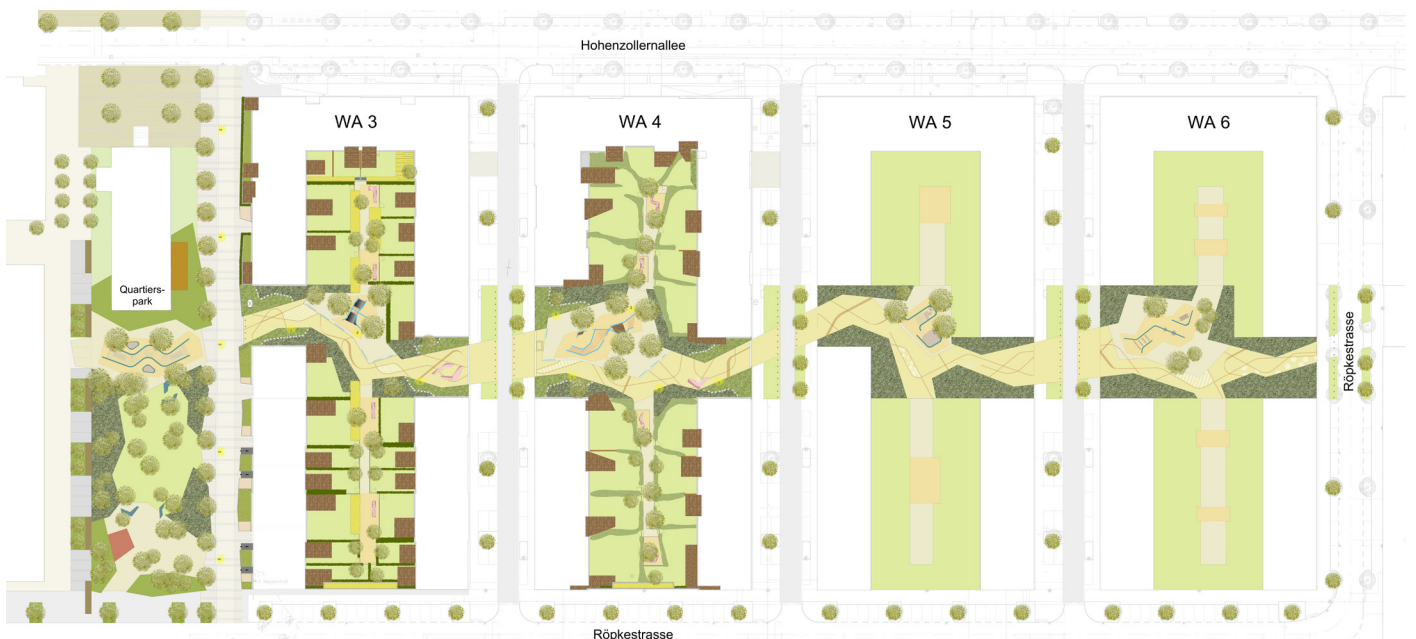 Hohenzollernallee
WA 3
WA 4
WA 5
WA 6
Quartiers-
park
Röpkestrasse
Röpkestrasse